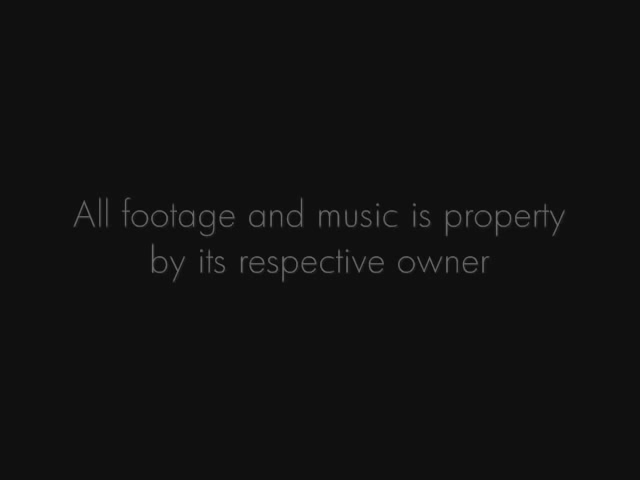 All footage and music is property
by its respective owner